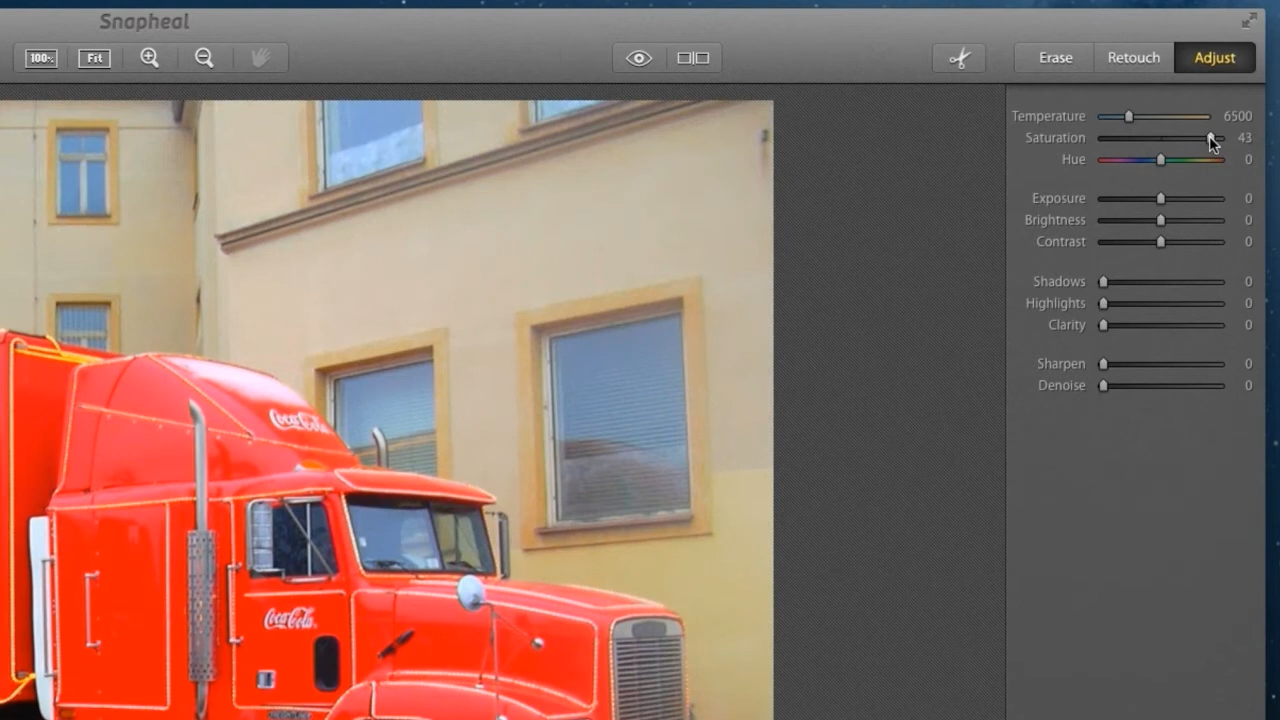 Snapheal
100%
Fit
Erase
Retouch
Adjust
Temperature 6500
Saturation 43
Hue 0
Exposure 0
Brightness 0
Contrast 0
Shadows 0
Highlights 0
Clarity 0
Sharpen 0
Denoise 0
Coca-Cola
Coca-Cola